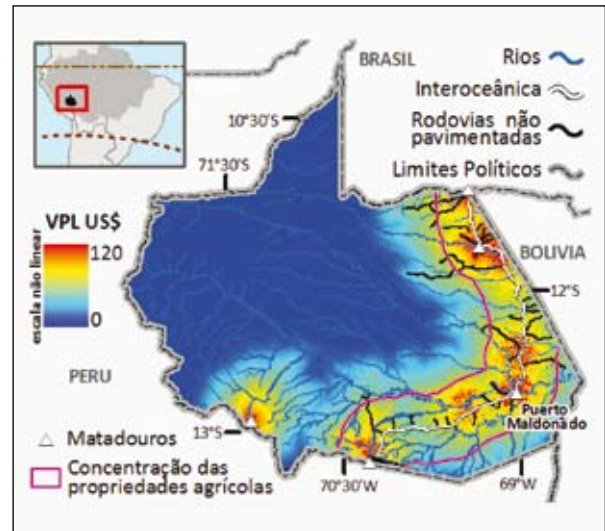 BRASIL
Rios
Interoceânica
Rodovias não
pavimentadas
Limites Políticos
10°30'S
71°30'S
VPL US$
escala não linear
120
0
BOLIVIA
12°S
PERU
Puerto
Maldonado
13°S
Matadouros
Concentração das
propriedades agrícolas
70°30'W
69°W